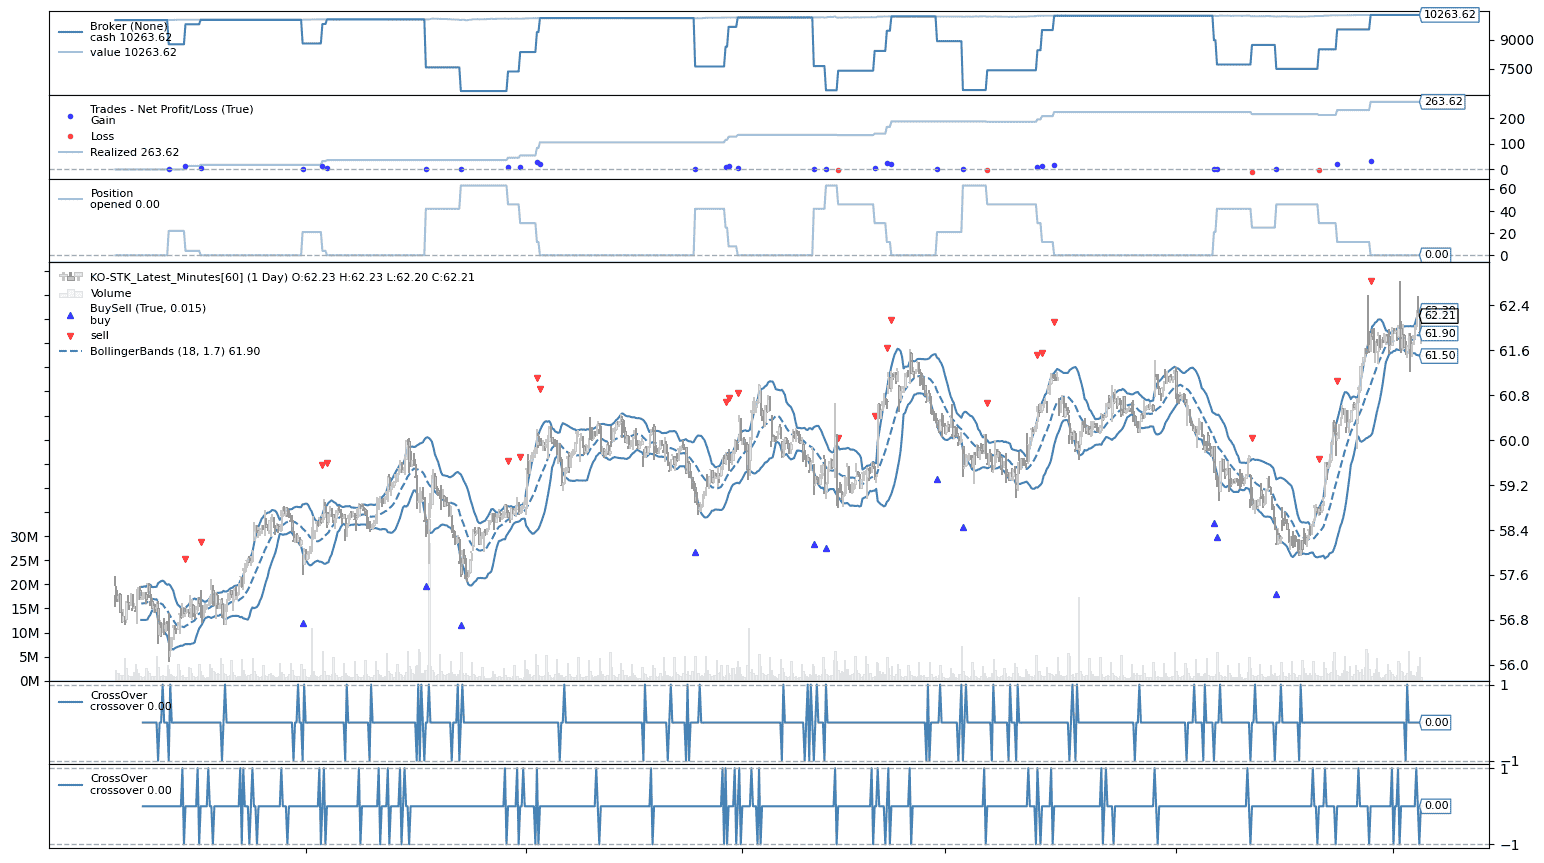 Broker (None)
cash 10263.62
value 10263.62
10263.62
9000
7500
Trades - Net Profit/Loss (True)
Gain
Loss
Realized 263.62
263.62
200
100
0
Position
opened 0.00
60
40
20
0
0.00
KO-STK_Latest_Minutes[60] (1 Day) O:62.23 H:62.23 L:62.20 C:62.21
Volume
BuySell (True, 0.015)
buy
sell
BollingerBands (18, 1.7) 61.90
62.21
61.90
61.50
62.4
61.6
60.8
60.0
59.2
58.4
57.6
56.8
56.0
30M
25M
20M
15M
10M
5M
0M
CrossOver
crossover 0.00
1
0.00
−1
CrossOver
crossover 0.00
1
0.00
−1